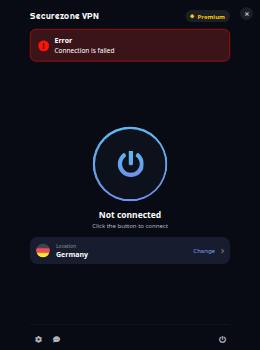 Securezone VPN
Premium
Error
Connection is failed
Not connected
Click the button to connect
Location
Germany
Change